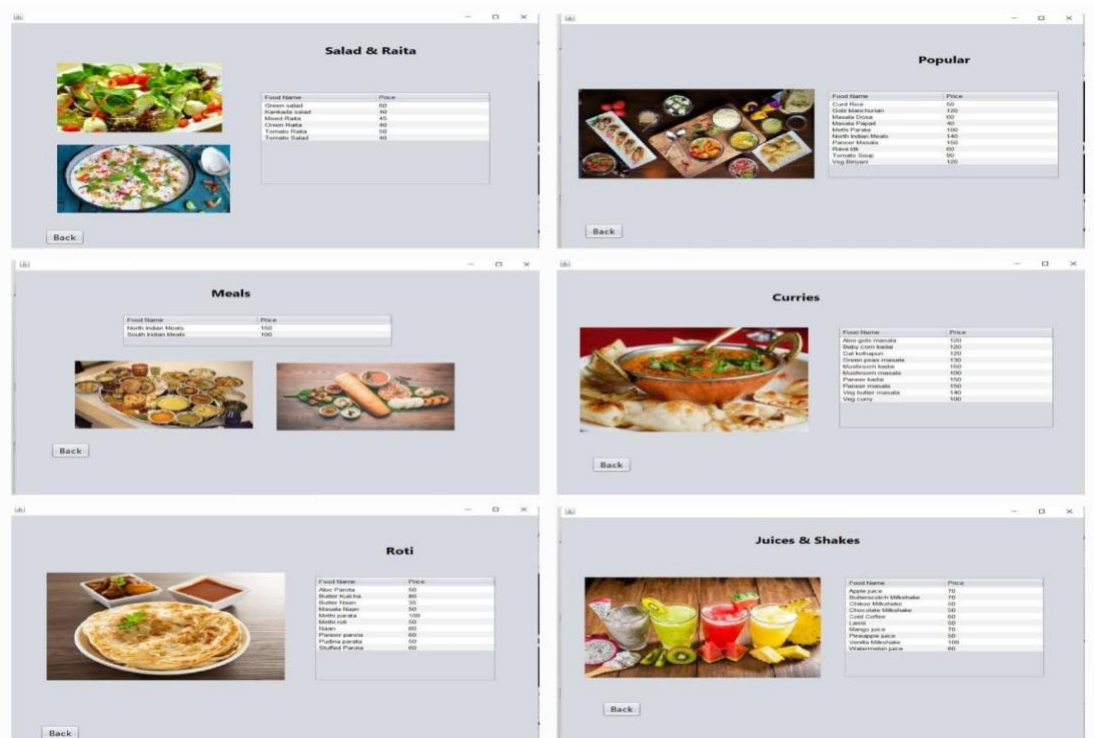 Salad & Raita
Food Name Price
Green salad 60
Kankada salad 40
Mixed Raita 45
Onion Raita 40
Tomato Raita 50
Tomato Salad 40
Back
Popular
Food Name Price
Curd Rice 50
Gobi Manchurian 120
Masala Dosa 60
Masala Papad 40
Methi Parata 100
North Indian Meals 140
Paneer Masala 150
Rava Idli 60
Tomato Soup 90
Veg Biriyani 120
Back
Meals
Food Name Price
North Indian Meals 150
South Indian Meals 100
Back
Curries
Food Name Price
Aloo gobi masala 120
Baby corn kadai 120
Dal kolhapuri 120
Green peas masala 130
Mushroom kadai 150
Mushroom masala 100
Paneer kadai 150
Paneer masala 150
Veg butter masala 140
Veg curry 100
Back
Roti
Food Name Price
Aloo Parota 50
Butter Kulcha
Butter Naan 35
Masala Naan 50
Methi parata 100
Methi roti 50
Naan 60
Paneer parota 60
Pudina parata 50
Stuffed Parota 60
Back
Juices & Shakes
Food Name Price
Apple juice 70
Butterscotch Milkshake 70
Chikoo Milkshake 50
Chocolate Milkshake 50
Cold Coffee 60
Lassi 50
Mango juice 70
Pineapple juice 50
Vanilla Milkshake 100
Watermelon juice 60
Back